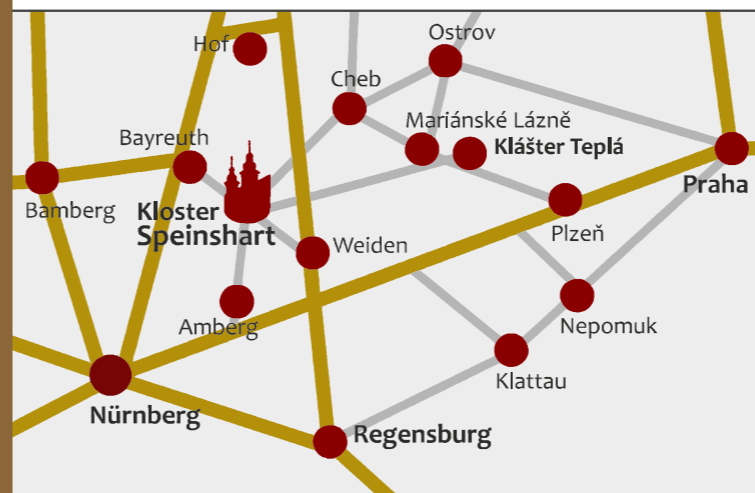 Ostrov
Hof
Cheb
Mariánské Lázně
Bayreuth
Klášter Teplá
Praha
Bamberg
Kloster
Speinshart
Plzeň
Weiden
Amberg
Nepomuk
Klattau
Nürnberg
Regensburg